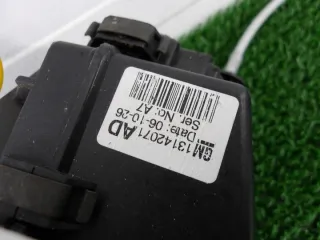 GM 13142071 AD
Date: 06-10-26
Ser. No: A7